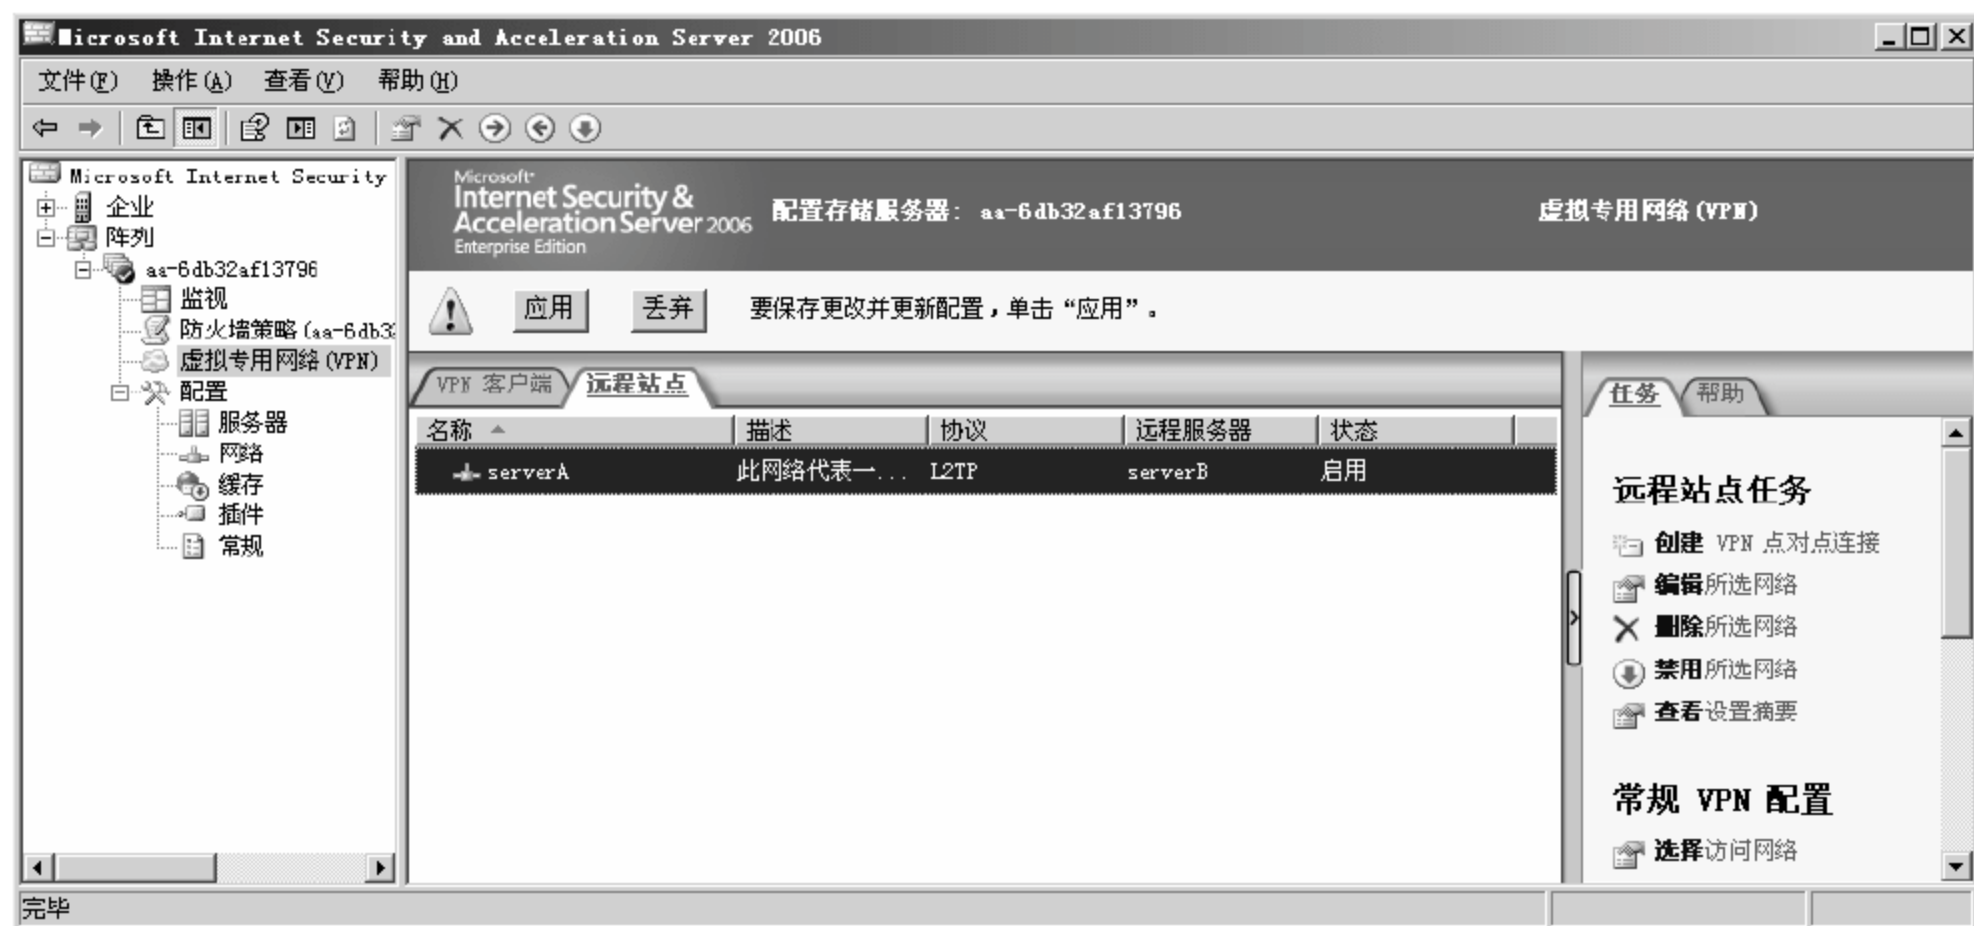 Microsoft Internet Security and Acceleration Server 2006
文件(F) 操作(A) 查看(V) 帮助(H)
Microsoft Internet Security
企业
阵列
aa-6db32af13796
监视
防火墙策略(aa-6db3
虚拟专用网络(VPN)
配置
服务器
网络
缓存
插件
常规
Microsoft
Internet Security &
Acceleration Server 2006
Enterprise Edition
配置存储服务器: aa-6db32af13796
虚拟专用网络(VPN)
应用 丢弃 要保存更改并更新配置，单击“应用”。
VPN 客户端 远程站点
名称 描述 协议 远程服务器 状态
serverA 此网络代表一... L2TP serverB 启用
任务 帮助
远程站点任务
创建 VPN 点对点连接
编辑所选网络
删除所选网络
禁用所选网络
查看设置摘要
常规 VPN 配置
选择访问网络
完毕